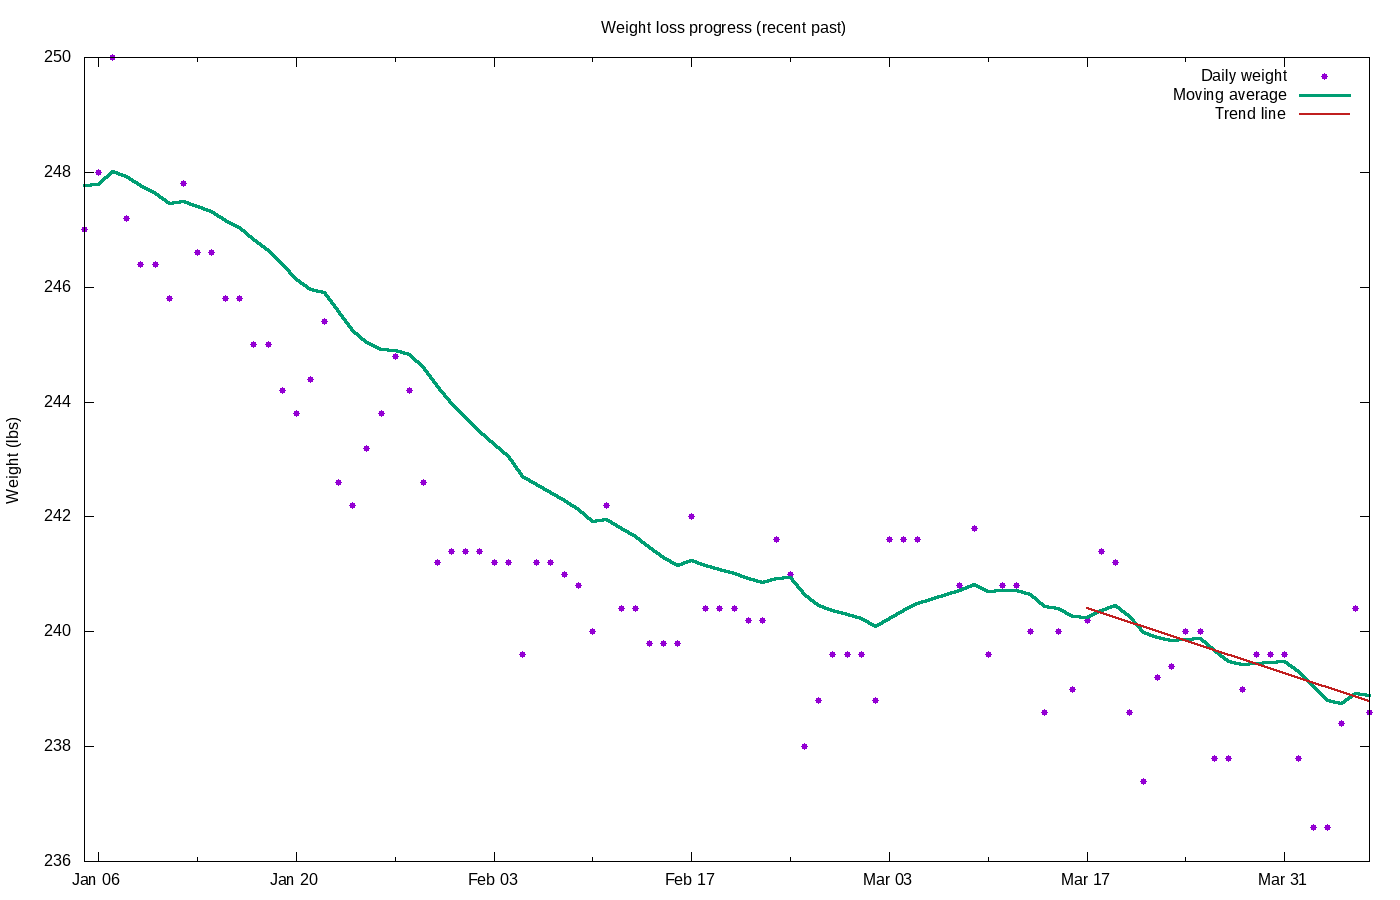 Weight loss progress (recent past)
250
248
246
244
242
240
238
236
Weight (lbs)
Daily weight
Moving average
Trend line
Jan 06
Jan 20
Feb 03
Feb 17
Mar 03
Mar 17
Mar 31